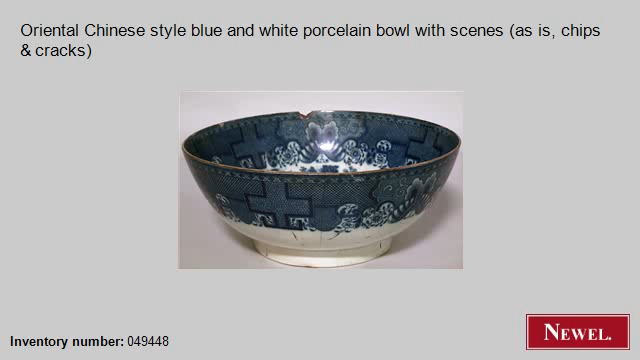 Oriental Chinese style blue and white porcelain bowl with scenes (as is, chips
& cracks)
Inventory number: 049448
NEWEL.